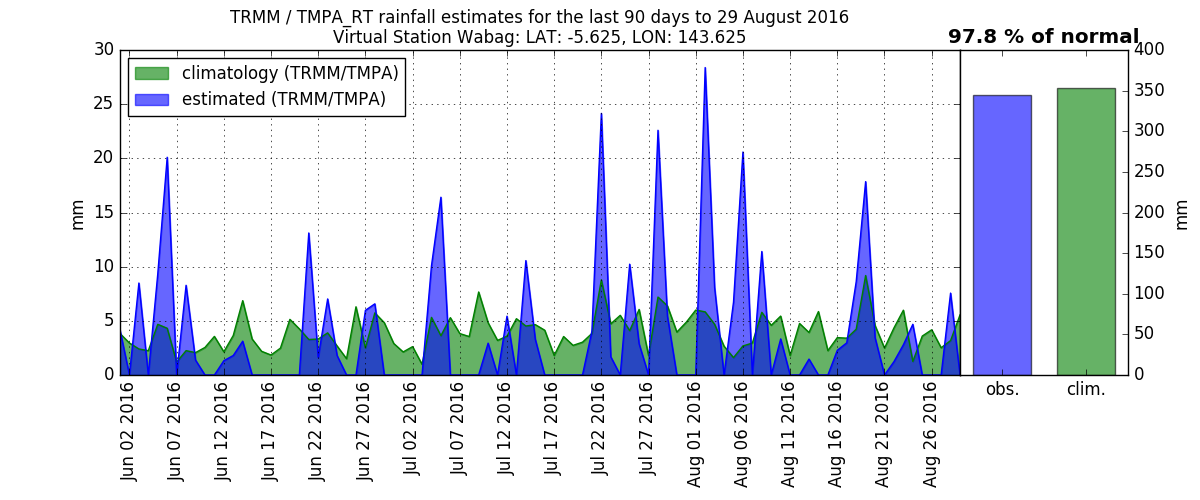 TRMM / TMPA_RT rainfall estimates for the last 90 days to 29 August 2016
Virtual Station Wabag: LAT: -5.625, LON: 143.625
97.8 % of normal
climatology (TRMM/TMPA)
estimated (TRMM/TMPA)
mm
30
25
20
15
10
5
0
Jun 02 2016
Jun 07 2016
Jun 12 2016
Jun 17 2016
Jun 22 2016
Jun 27 2016
Jul 02 2016
Jul 07 2016
Jul 12 2016
Jul 17 2016
Jul 22 2016
Jul 27 2016
Aug 01 2016
Aug 06 2016
Aug 11 2016
Aug 16 2016
Aug 21 2016
Aug 26 2016
obs.
clim.
400
350
300
250
200
150
100
50
0
mm